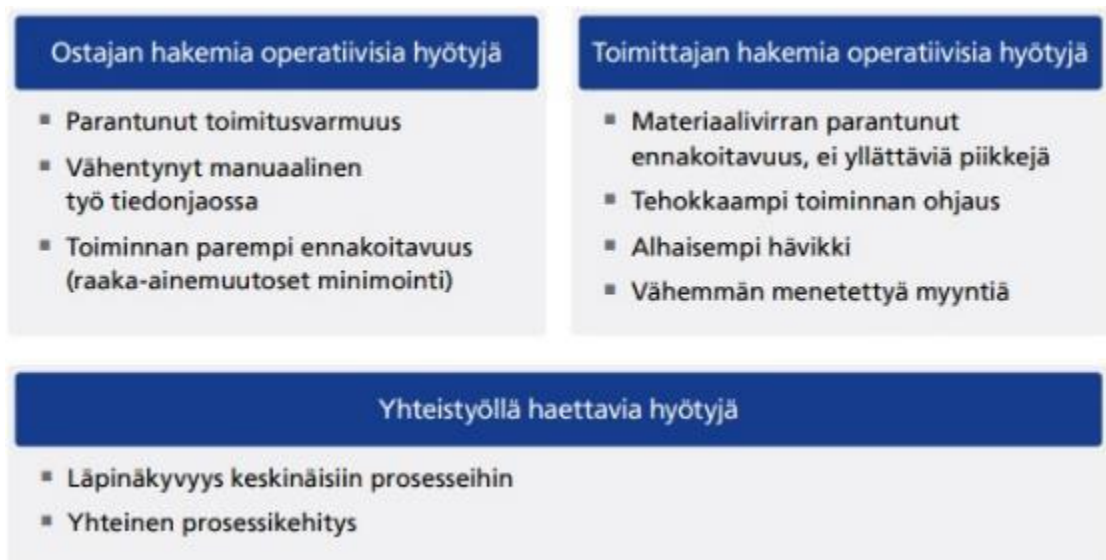 Ostajan hakemia operatiivisia hyötyjä
▪ Parantunut toimitusvarmuus
▪ Vähentynyt manuaalinen
työ tiedonjaossa
▪ Toiminnan parempi ennakoitavuus
(raaka-ainemuutoset minimointi)
Toimittajan hakemia operatiivisia hyötyjä
▪ Materiaalivirran parantunut
ennakoitavuus, ei yllättäviä piikkejä
▪ Tehokkaampi toiminnan ohjaus
▪ Alhaisempi hävikki
▪ Vähemmän menetettyä myyntiä
Yhteistyöllä haettavia hyötyjä
▪ Läpinäkyvyys keskinäisiin prosesseihin
▪ Yhteinen prosessikehitys